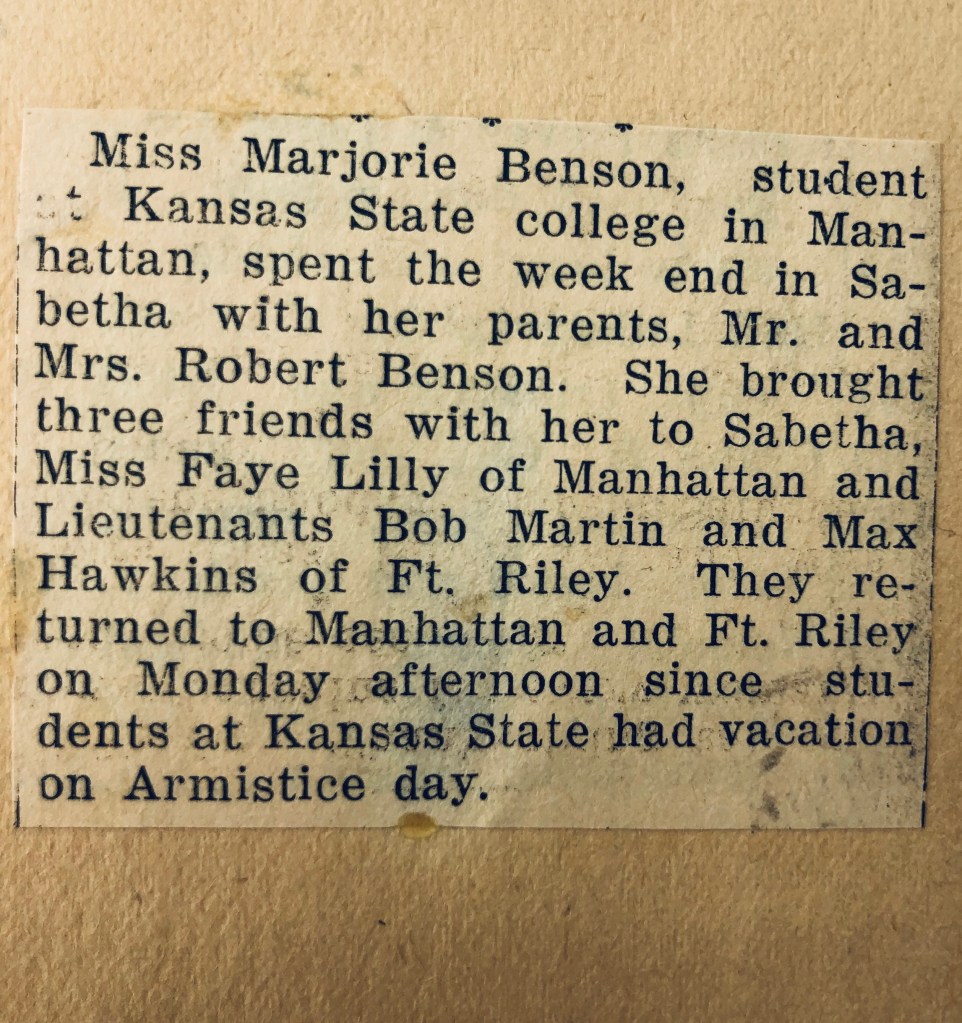 Miss Marjorie Benson, student
at Kansas State college in Man-
hattan, spent the week end in Sa-
betha with her parents, Mr. and
Mrs. Robert Benson. She brought
three friends with her to Sabetha,
Miss Faye Lilly of Manhattan and
Lieutenants Bob Martin and Max
Hawkins of Ft. Riley. They re-
turned to Manhattan and Ft. Riley
on Monday afternoon since stu-
dents at Kansas State had vacation
on Armistice day.